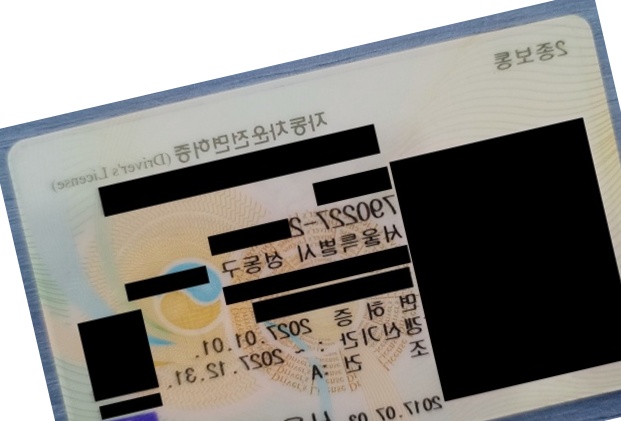 2종보통
자동차운전면허증 (Driver's License)
790227-2
서울특별시 성동구
면 허 증 2027.01.01.
갱신기간 : ~ 2027.12.31.
조 건 : A
2017.07.03